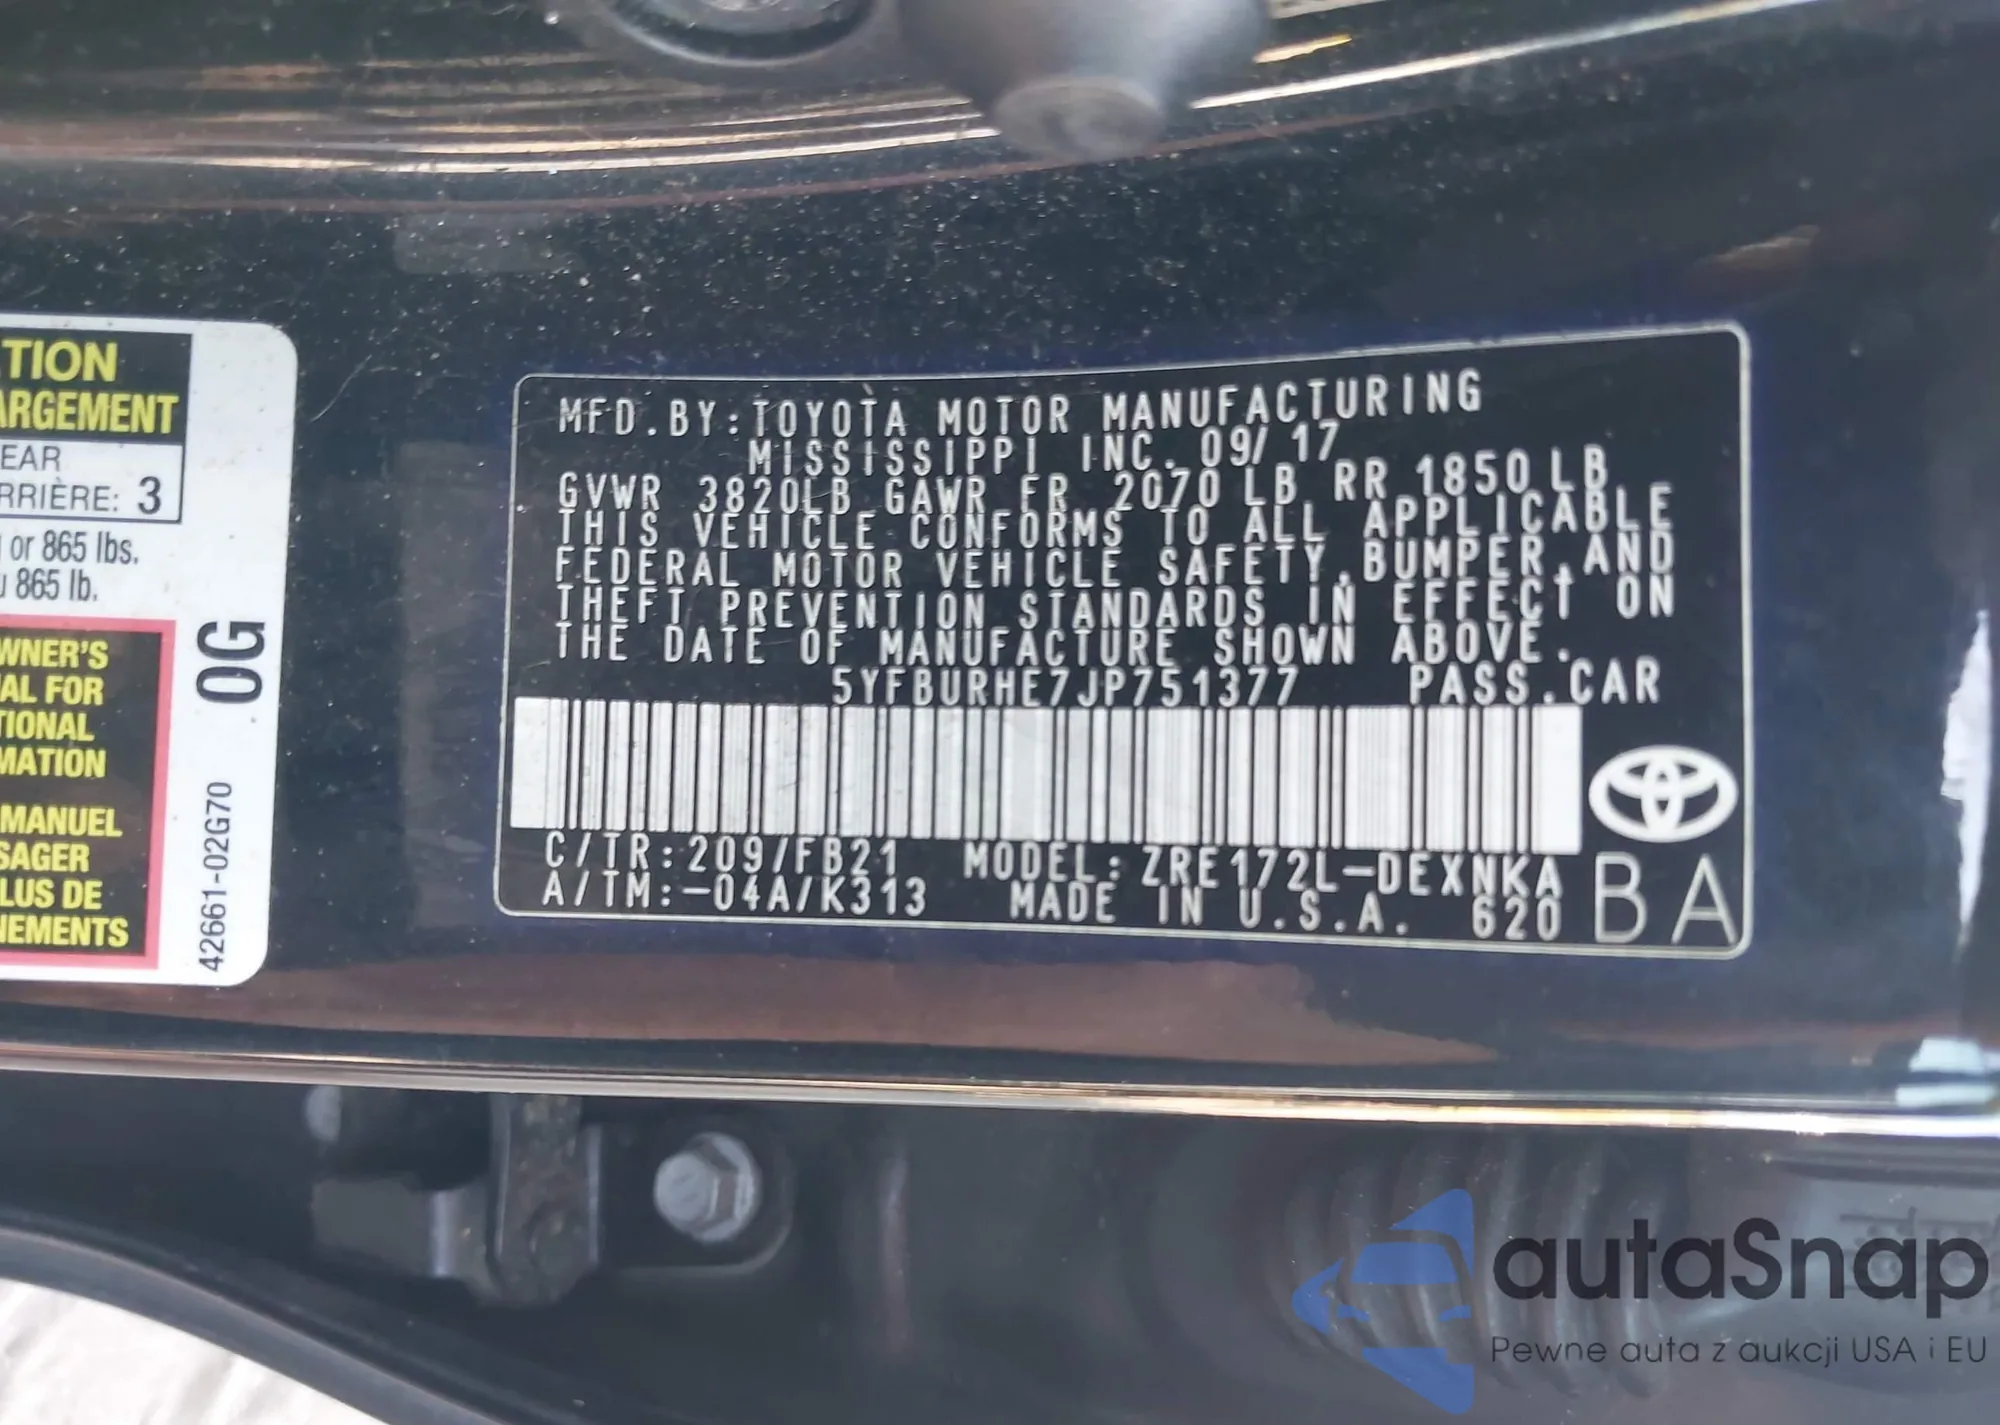 TION
ARGEMENT
EAR
RRIÈRE: 3
or 865 lbs.
865 lb.
WNER'S
AL FOR
TIONAL
MATION
MANUEL
SAGER
LUS DE
NEMENTS
0G
42661-02G70
MFD.BY:TOYOTA MOTOR MANUFACTURING
MISSISSIPPI INC. 09/17
GVWR 3820LB GAWR FR 2070LB RR 1850LB
THIS VEHICLE CONFORMS TO ALL APPLICABLE
FEDERAL MOTOR VEHICLE SAFETY,BUMPER,AND
THEFT PREVENTION STANDARDS IN EFFECT ON
THE DATE OF MANUFACTURE SHOWN ABOVE.
5YFBURHE7JP751377 PASS.CAR
C/TR:209/FB21 MODEL:ZRE172L-DEXNKA
A/TM:-04A/K313 MADE IN U.S.A. 620
BA
autaSnap
Pewne auta z aukcji USA i EU